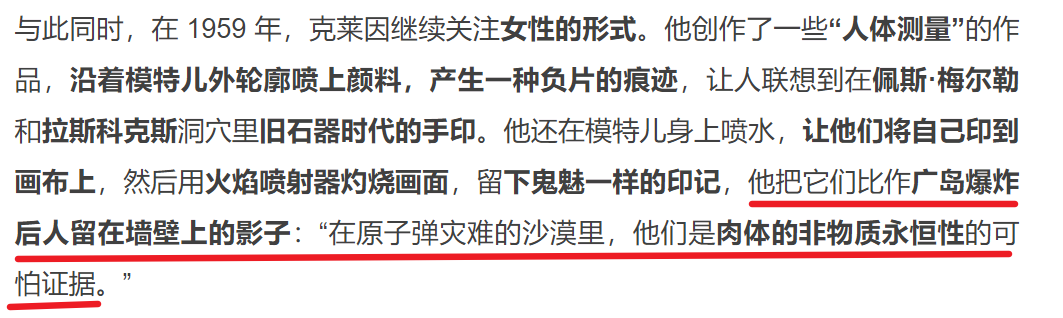 与此同时，在 1959 年，克莱因继续关注女性的形式。他创作了一些“人体测量”的作
品，沿着模特儿外轮廓喷上颜料，产生一种负片的痕迹，让人联想到在佩斯·梅尔勒
和拉斯科克斯洞穴里旧石器时代的手印。他还在模特儿身上喷水，让他们将自己印到
画布上，然后用火焰喷射器灼烧画面，留下鬼魅一样的印记，他把它们比作广岛爆炸
后人留在墙壁上的影子：“在原子弹灾难的沙漠里，他们是肉体的非物质永恒性的可
怕证据。”